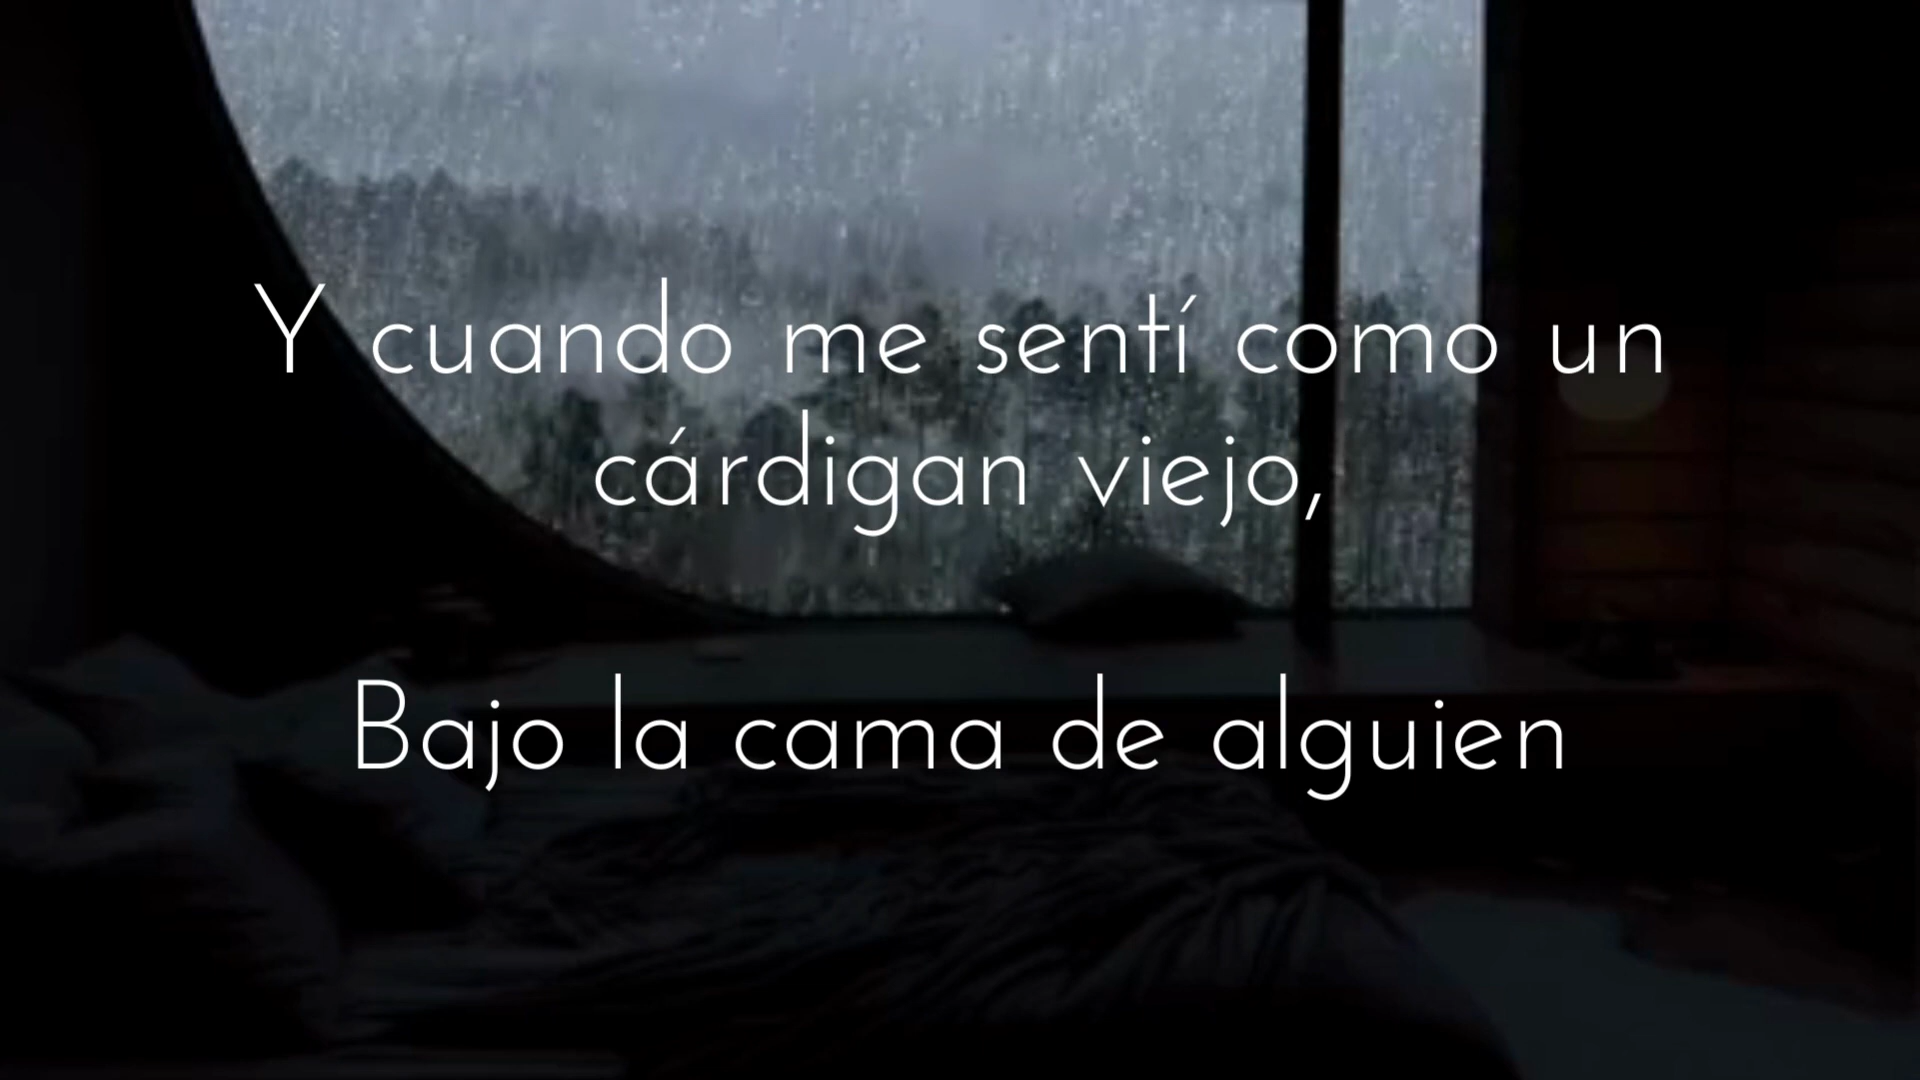 Y cuando me sentí como un
cárdigan viejo,
Bajo la cama de alguien